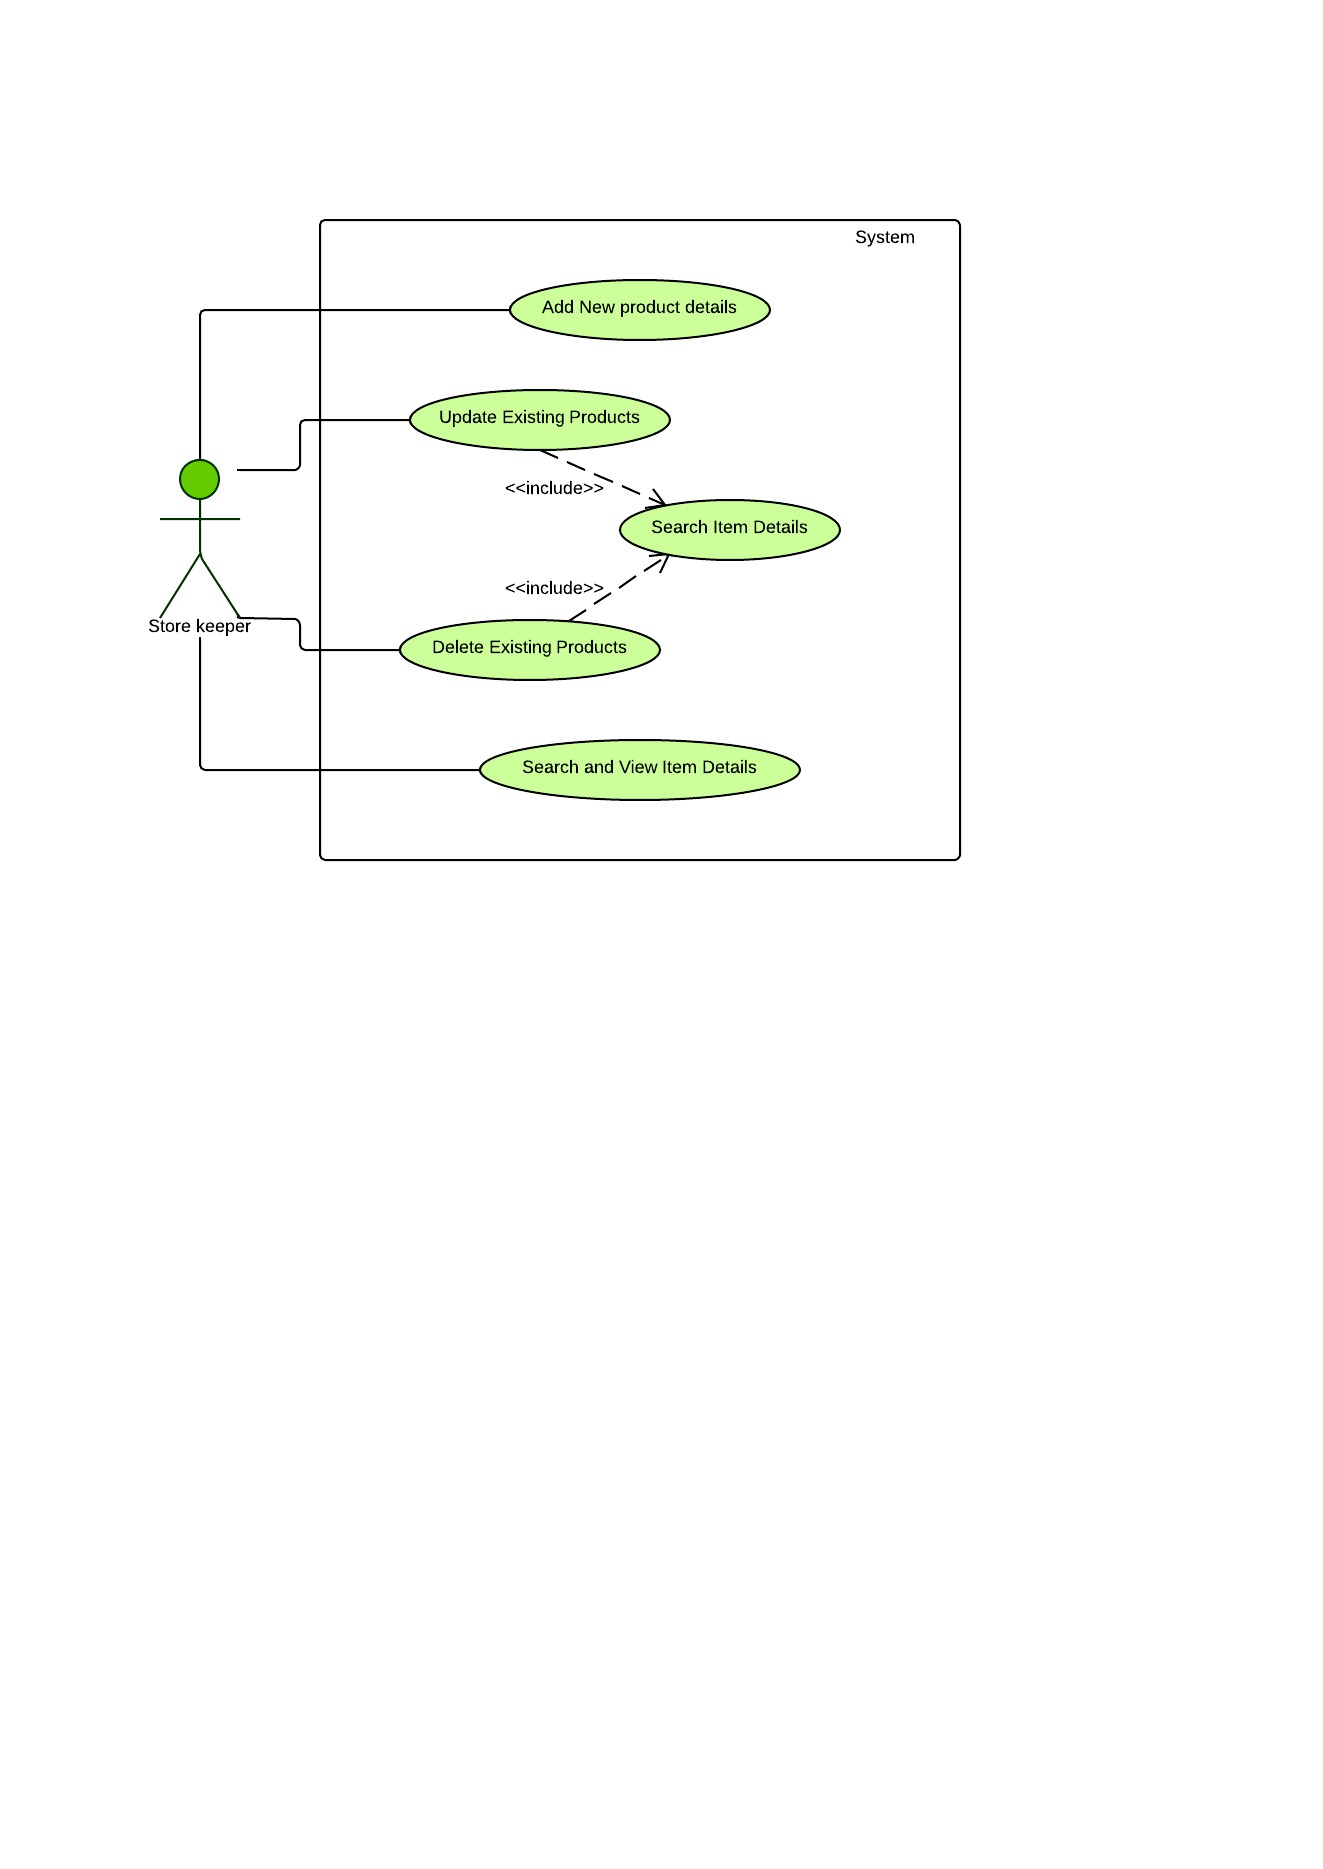 System
Add New product details
Update Existing Products
<<include>>
Search Item Details
<<include>>
Store keeper
Delete Existing Products
Search and View Item Details